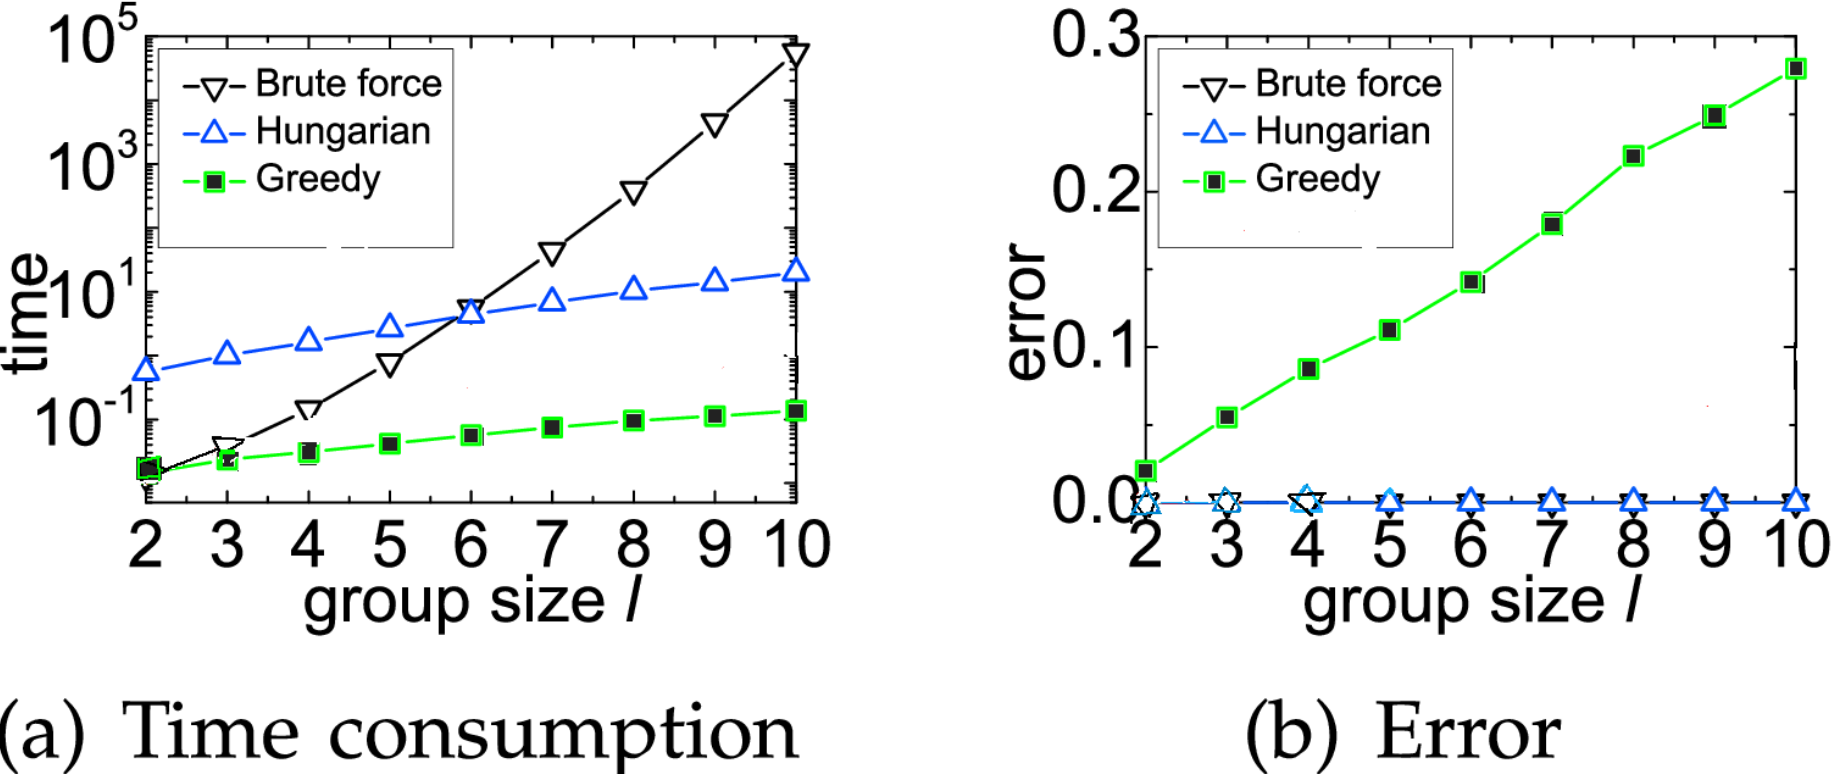 10^5
10^3
10^1
10^-1
time
Brute force
Hungarian
Greedy
2 3 4 5 6 7 8 9 10
group size l
(a) Time consumption
0.3
0.2
0.1
0.0
error
Brute force
Hungarian
Greedy
2 3 4 5 6 7 8 9 10
group size l
(b) Error